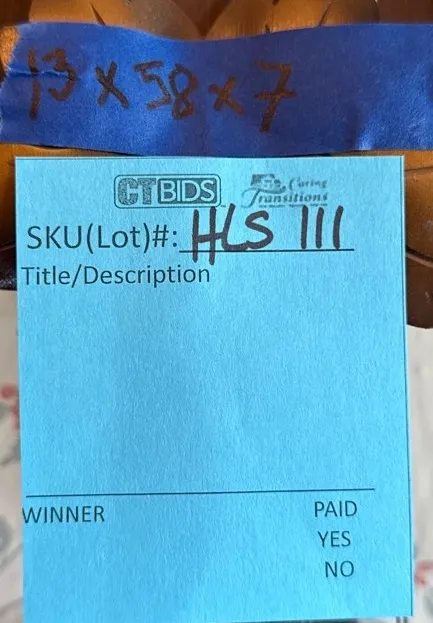 13 x 58 x 7
CTBIDS
Caring
Transitions
SKU(Lot)#: HLS 111
Title/Description
WINNER PAID
YES
NO